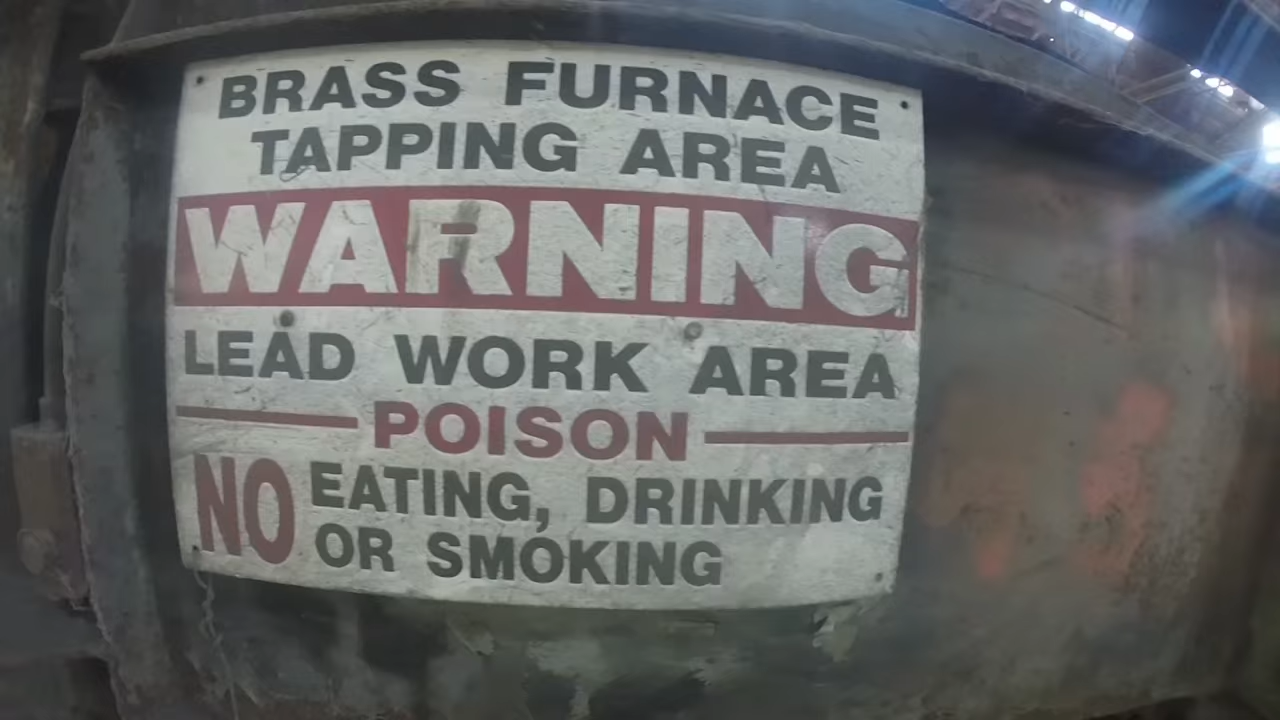 BRASS FURNACE
TAPPING AREA
WARNING
LEAD WORK AREA
POISON
NO EATING, DRINKING
OR SMOKING